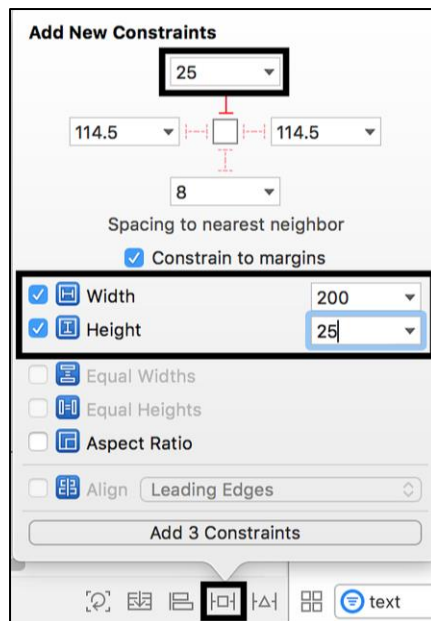 Add New Constraints
25
114.5 114.5
8
Spacing to nearest neighbor
Constrain to margins
Width 200
Height 25
Equal Widths
Equal Heights
Aspect Ratio
Align Leading Edges
Add 3 Constraints
text